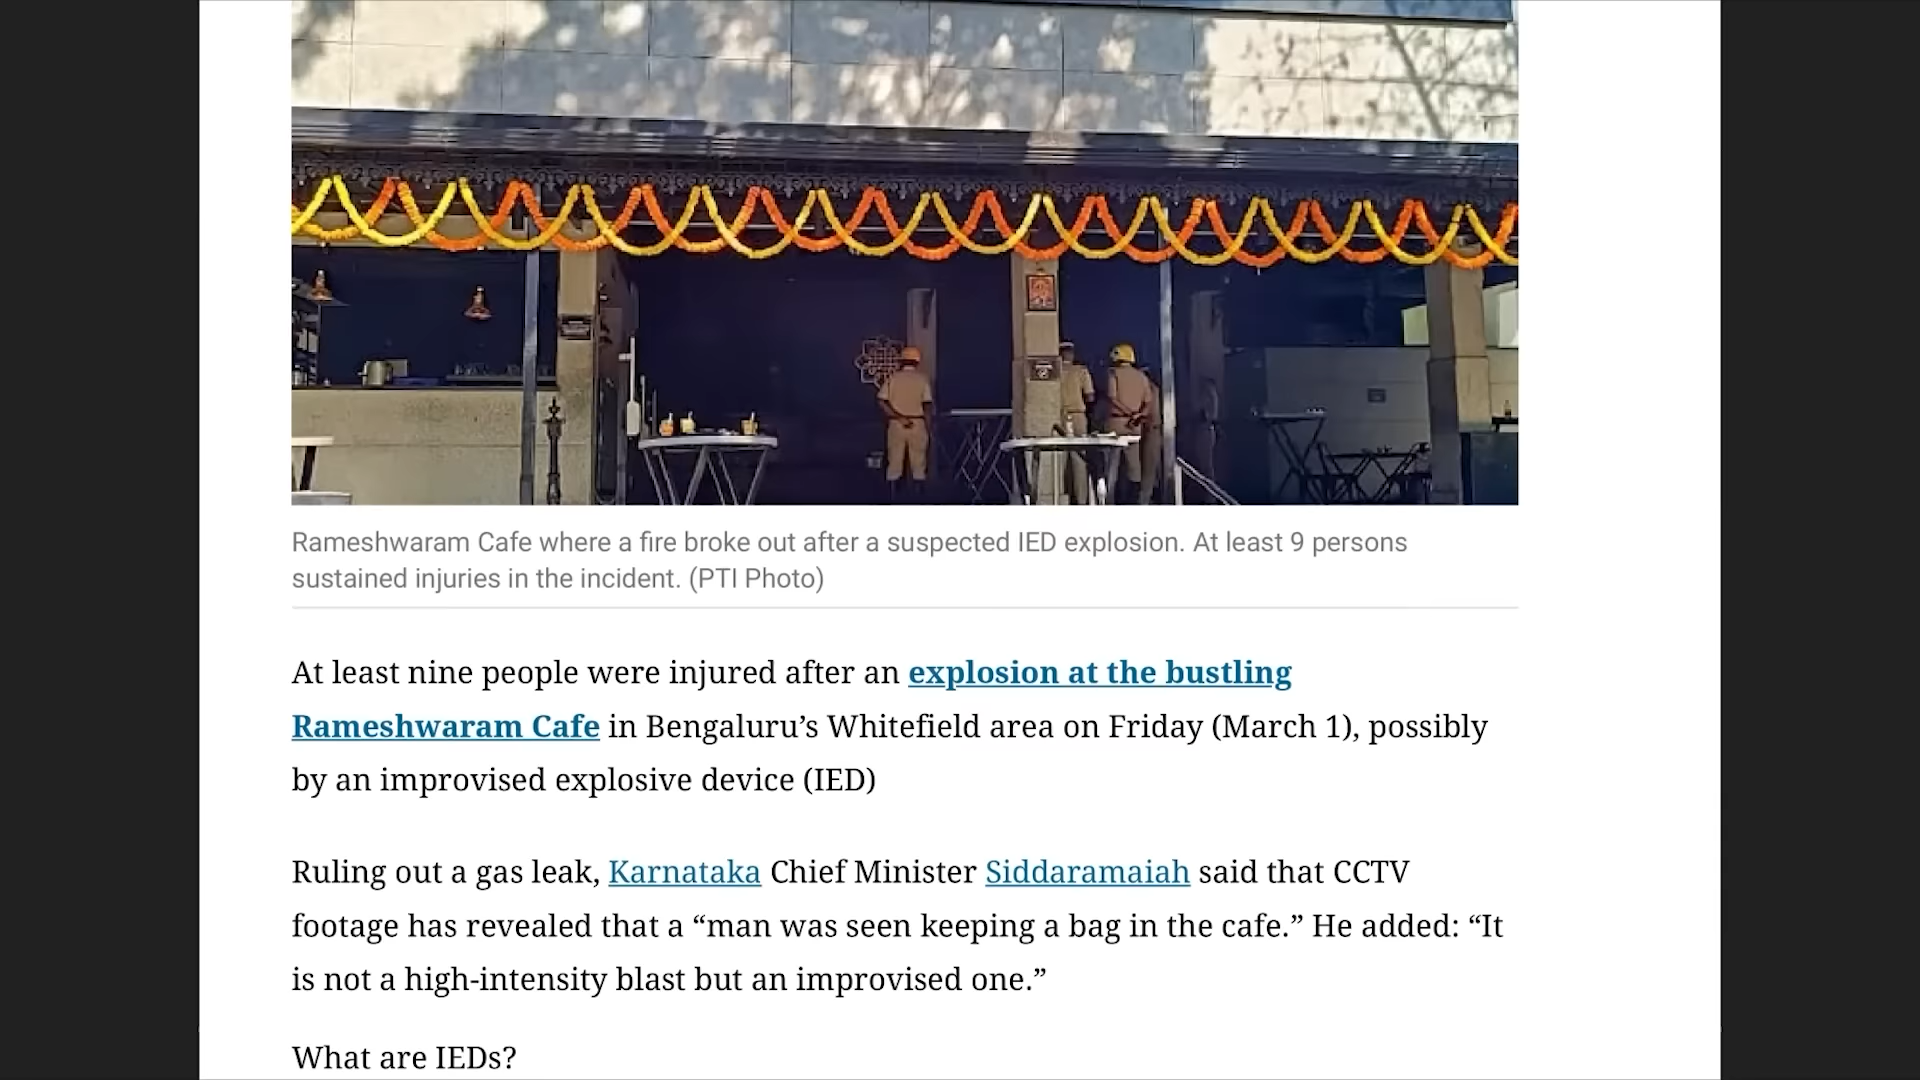 Rameshwaram Cafe where a fire broke out after a suspected IED explosion. At least 9 persons
sustained injuries in the incident. (PTI Photo)
At least nine people were injured after an explosion at the bustling
Rameshwaram Cafe in Bengaluru’s Whitefield area on Friday (March 1), possibly
by an improvised explosive device (IED)
Ruling out a gas leak, Karnataka Chief Minister Siddaramaiah said that CCTV
footage has revealed that a “man was seen keeping a bag in the cafe.” He added: “It
is not a high-intensity blast but an improvised one.”
What are IEDs?